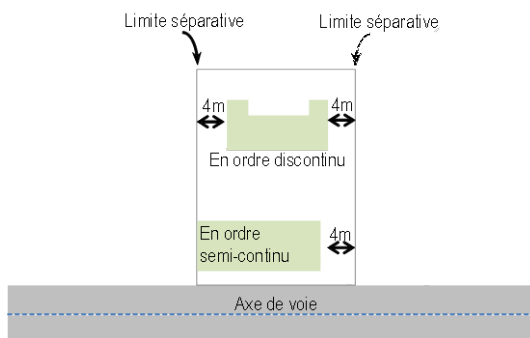 Limite séparative
Limite séparative
4m
4m
En ordre discontinu
En ordre
semi-continu
4m
Axe de voie